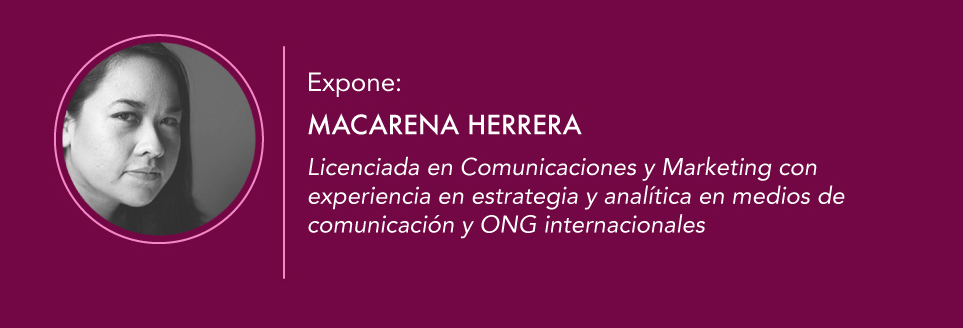 Expone:
MACARENA HERRERA
Licenciada en Comunicaciones y Marketing con
experiencia en estrategia y analítica en medios de
comunicación y ONG internacionales